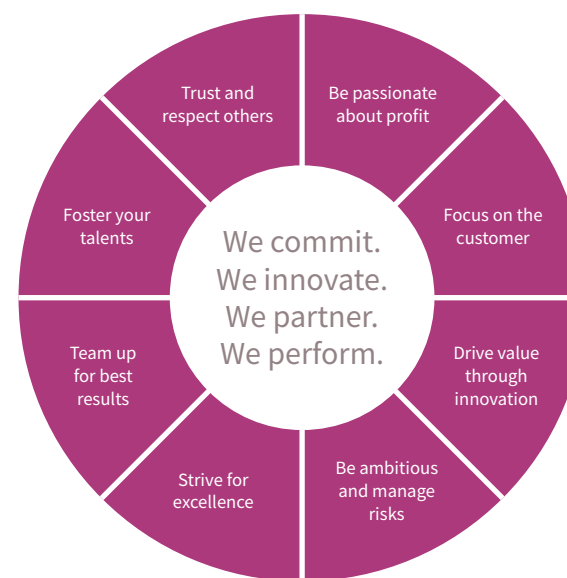 Trust and
respect others
Be passionate
about profit
Foster your
talents
We commit.
We innovate.
We partner.
We perform.
Focus on the
customer
Team up
for best
results
Drive value
through
innovation
Strive for
excellence
Be ambitious
and manage
risks